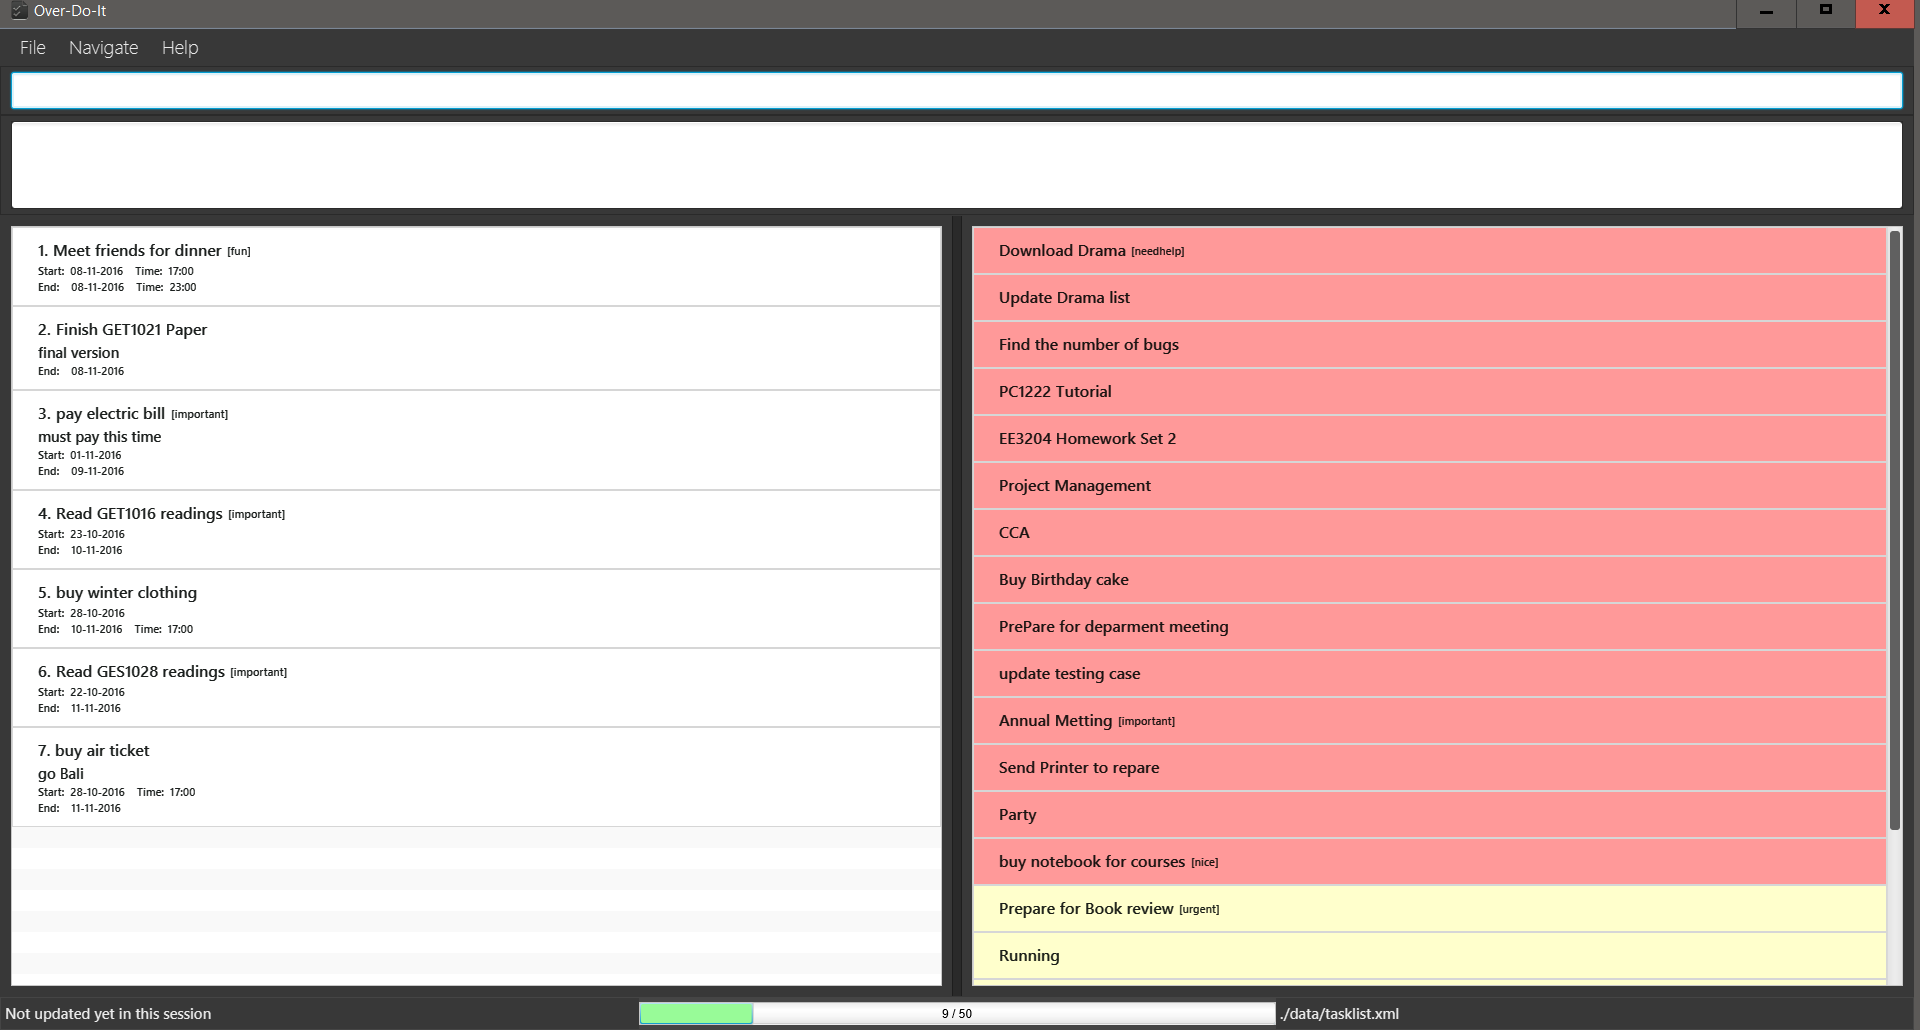 Over-Do-It
File Navigate Help
1. Meet friends for dinner [fun]
Start: 08-11-2016 Time: 17:00
End: 08-11-2016 Time: 23:00
2. Finish GET1021 Paper
final version
End: 08-11-2016
3. pay electric bill [important]
must pay this time
Start: 01-11-2016
End: 09-11-2016
4. Read GET1016 readings [important]
Start: 23-10-2016
End: 10-11-2016
5. buy winter clothing
Start: 28-10-2016
End: 10-11-2016 Time: 17:00
6. Read GES1028 readings [important]
Start: 22-10-2016
End: 11-11-2016
7. buy air ticket
go Bali
Start: 28-10-2016 Time: 17:00
End: 11-11-2016
Download Drama [needhelp]
Update Drama list
Find the number of bugs
PC1222 Tutorial
EE3204 Homework Set 2
Project Management
CCA
Buy Birthday cake
PrePare for deparment meeting
update testing case
Annual Metting [important]
Send Printer to repare
Party
buy notebook for courses [nice]
Prepare for Book review [urgent]
Running
Not updated yet in this session
9 / 50
./data/tasklist.xml